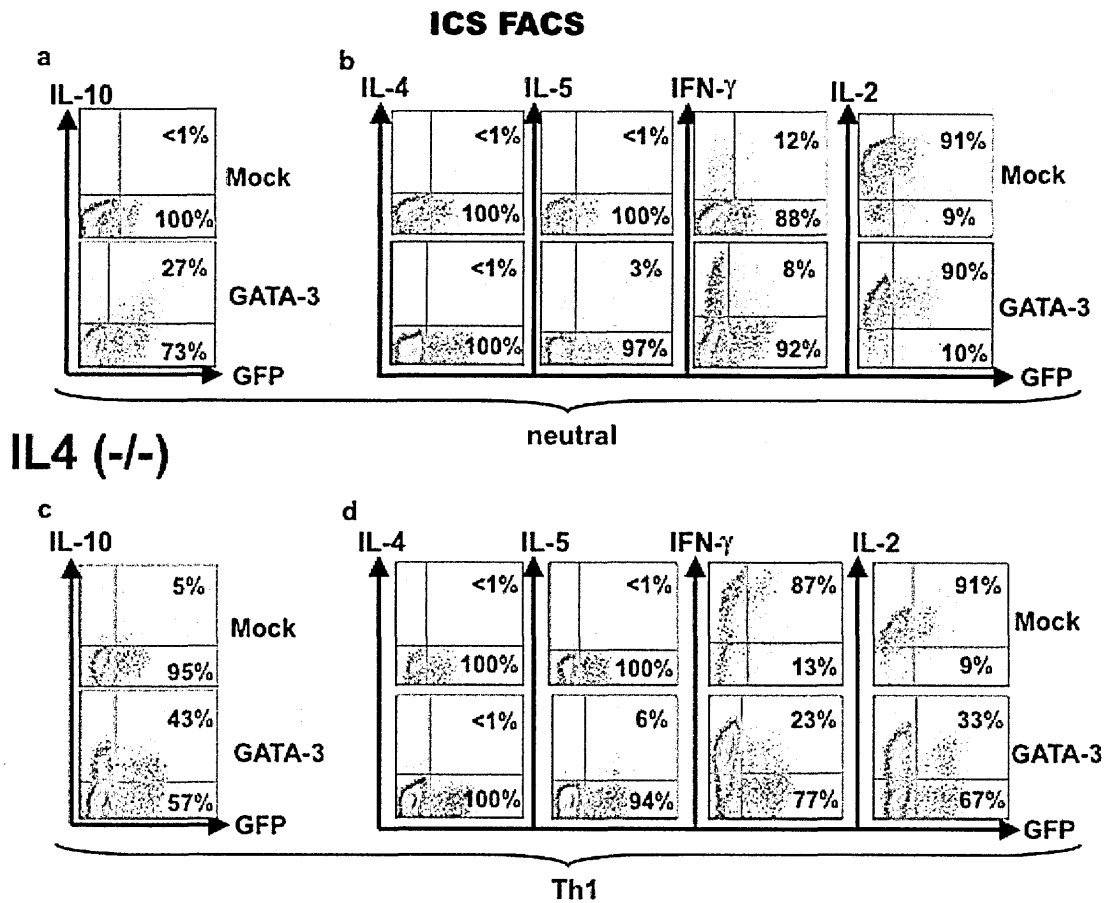 ICS FACS
a
b
IL-10
IL-4
IL-5
IFN-γ
IL-2
<1%
100%
Mock
<1%
100%
<1%
100%
12%
88%
91%
9%
Mock
27%
73%
GATA-3
<1%
100%
3%
97%
8%
92%
90%
10%
GATA-3
GFP
GFP
neutral
IL4 (-/-)
c
d
IL-10
IL-4
IL-5
IFN-γ
IL-2
5%
95%
Mock
<1%
100%
<1%
100%
87%
13%
91%
9%
Mock
43%
57%
GATA-3
<1%
100%
6%
94%
23%
77%
33%
67%
GATA-3
GFP
GFP
Th1